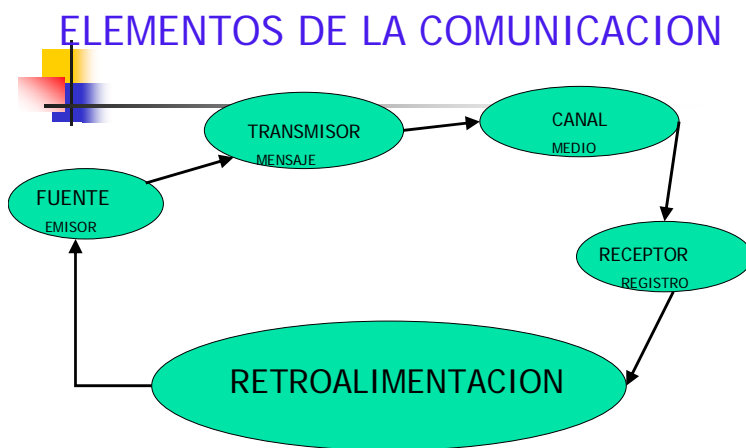 ELEMENTOS DE LA COMUNICACION
TRANSMISOR
MENSAJE
CANAL
MEDIO
FUENTE
EMISOR
RECEPTOR
REGISTRO
RETROALIMENTACION